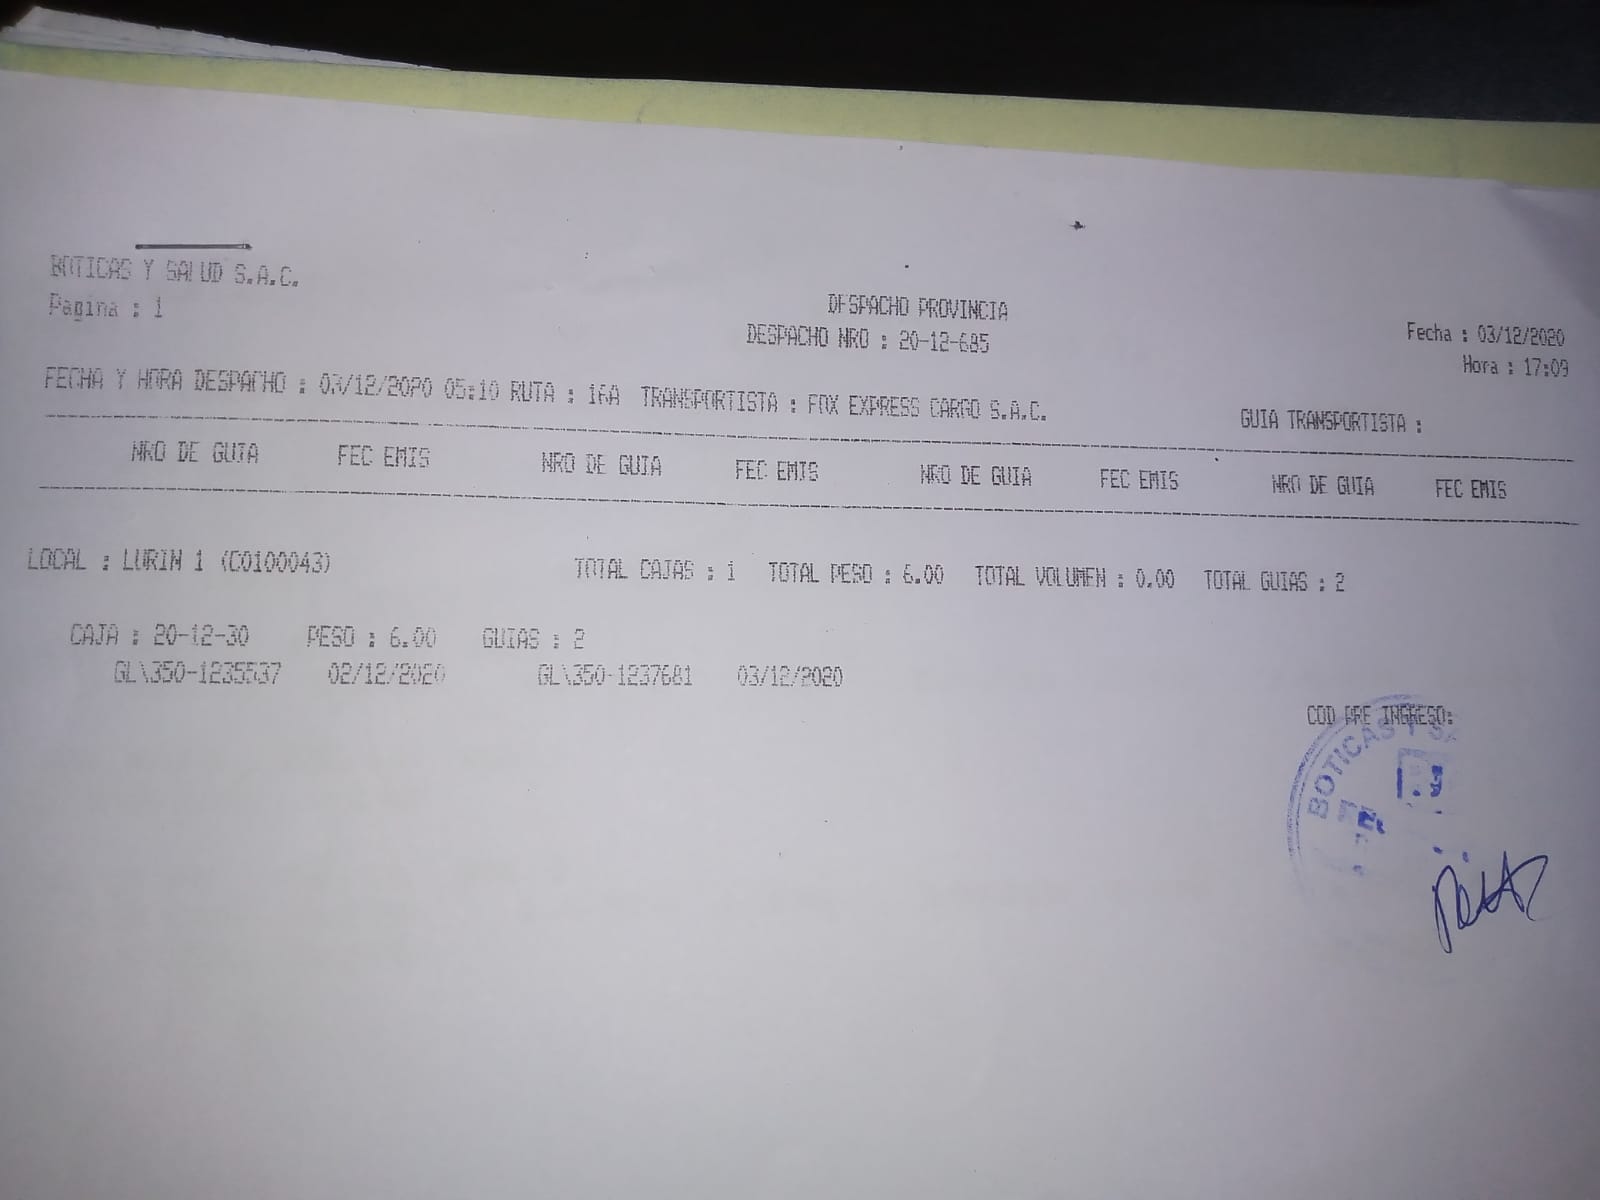 BOTICAS Y SALUD S.A.C.
Pagina : 1
DESPACHO PROVINCIA
DESPACHO NRO : 20-12-685
Fecha : 03/12/2020
Hora : 17:09
FECHA Y HORA DESPACHO : 03/12/2020 05:10 RUTA : 16A TRANSPORTISTA : FOX EXPRESS CARGO S.A.C. GUIA TRANSPORTISTA :
NRO DE GUIA FEC EMIS NRO DE GUIA FEC EMIS NRO DE GUIA FEC EMIS NRO DE GUIA FEC EMIS
LOCAL : LURIN 1 (C0100043) TOTAL CAJAS : 1 TOTAL PESO : 6.00 TOTAL VOLUMEN : 0.00 TOTAL GUIAS : 2
CAJA : 20-12-30 PESO : 6.00 GUIAS : 2
GL\350-1235537 02/12/2020 GL\350-1237681 03/12/2020
COD PRE INGRESO:
BOTICAS Y